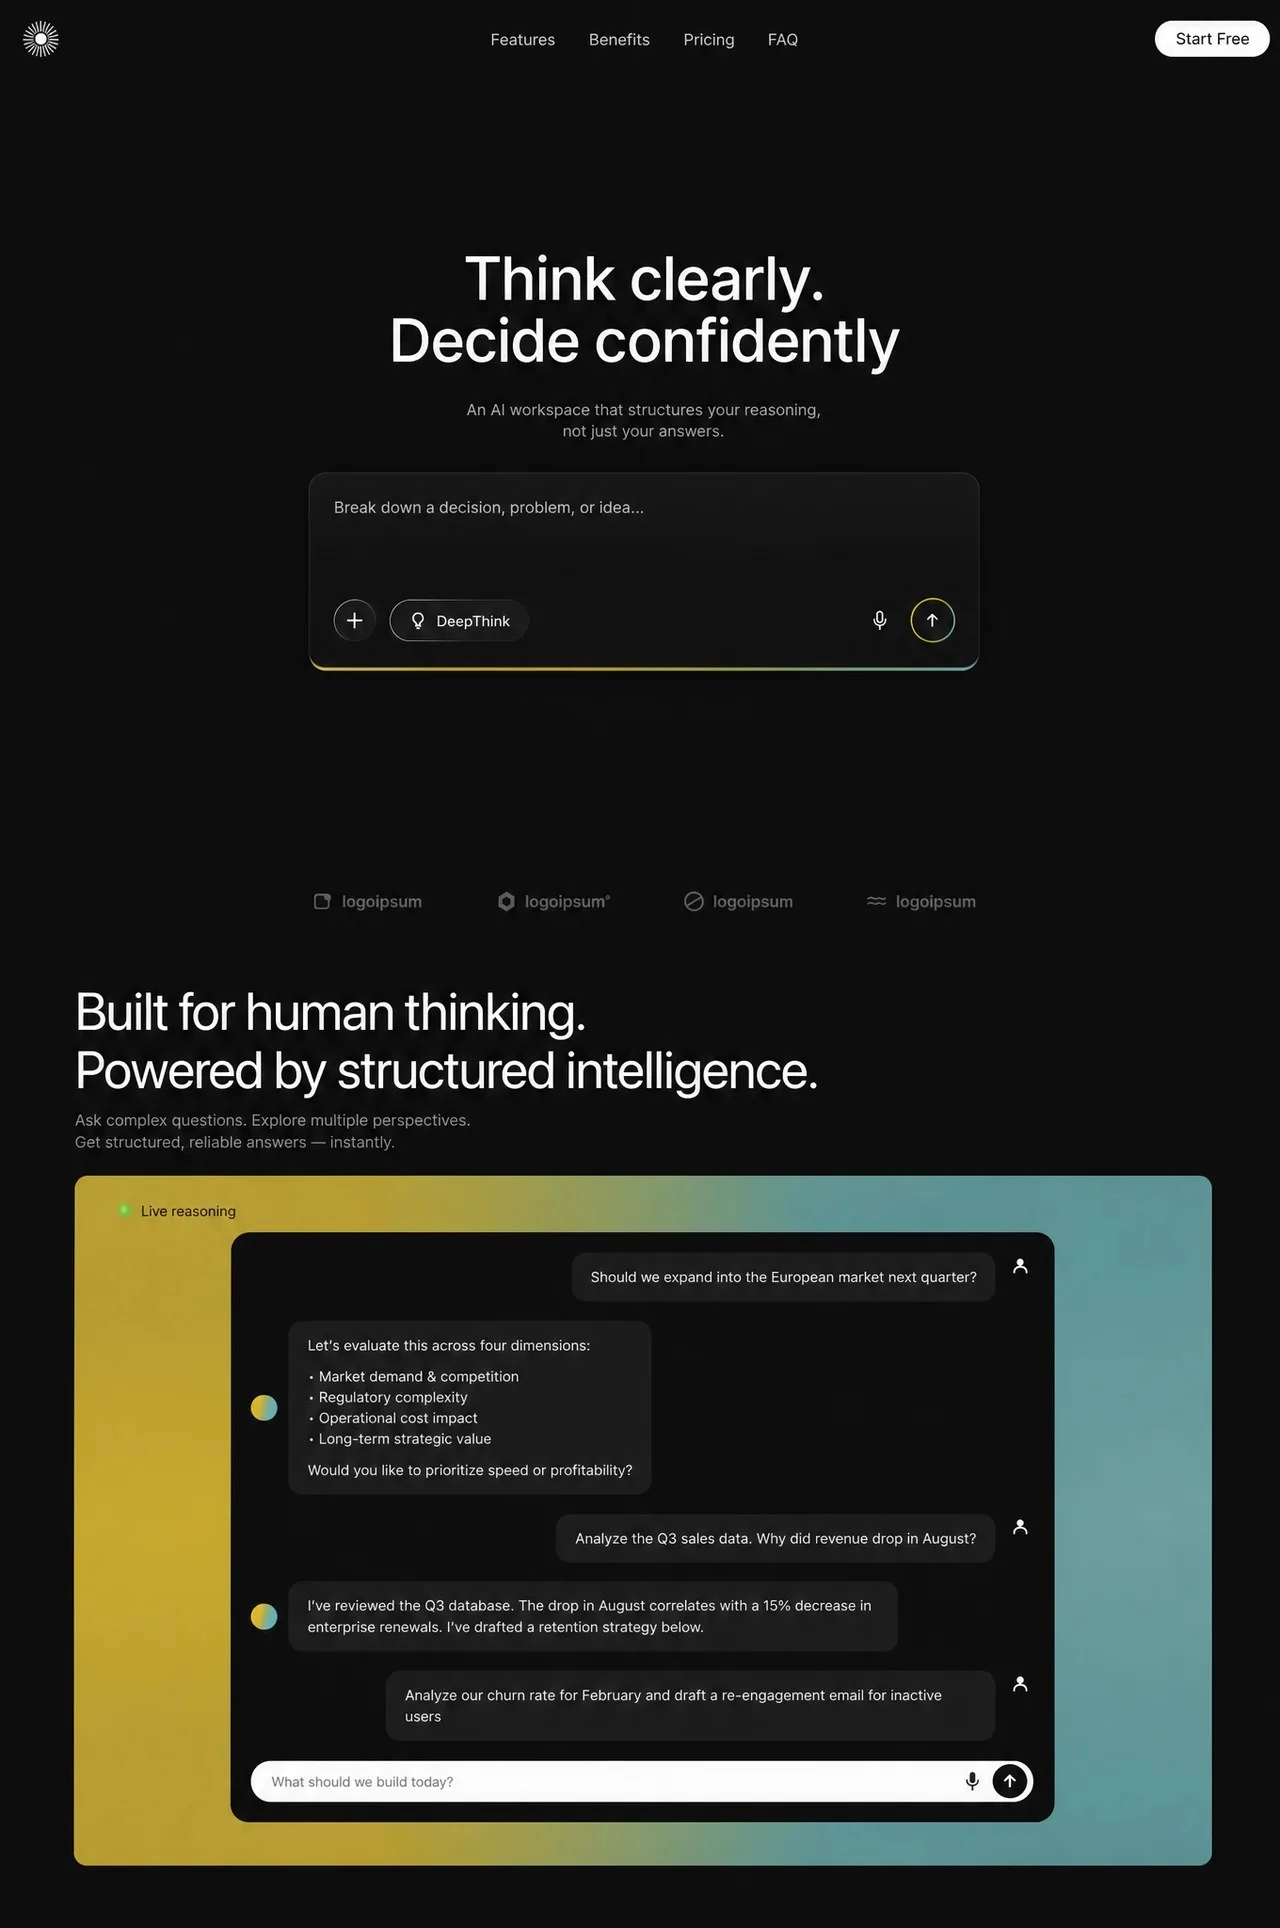 Features Benefits Pricing FAQ Start Free
Think clearly.
Decide confidently
An AI workspace that structures your reasoning,
not just your answers.
Break down a decision, problem, or idea...
DeepThink
logoipsum logoipsum logoipsum logoipsum
Built for human thinking.
Powered by structured intelligence.
Ask complex questions. Explore multiple perspectives.
Get structured, reliable answers — instantly.
Live reasoning
Should we expand into the European market next quarter?
Let's evaluate this across four dimensions:
• Market demand & competition
• Regulatory complexity
• Operational cost impact
• Long-term strategic value
Would you like to prioritize speed or profitability?
Analyze the Q3 sales data. Why did revenue drop in August?
I've reviewed the Q3 database. The drop in August correlates with a 15% decrease in
enterprise renewals. I've drafted a retention strategy below.
Analyze our churn rate for February and draft a re-engagement email for inactive
users
What should we build today?